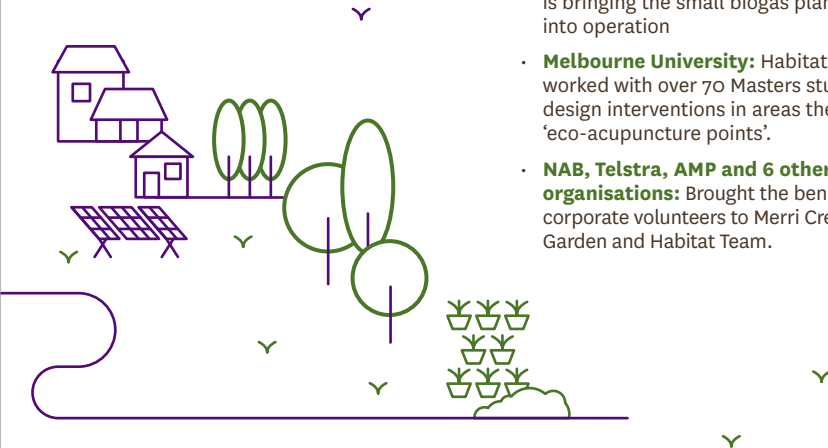 is bringing the small biogas plan
into operation
· Melbourne University: Habitat
worked with over 70 Masters stu
design interventions in areas the
‘eco-acupuncture points’.
· NAB, Telstra, AMP and 6 other
organisations: Brought the ben
corporate volunteers to Merri Cre
Garden and Habitat Team.